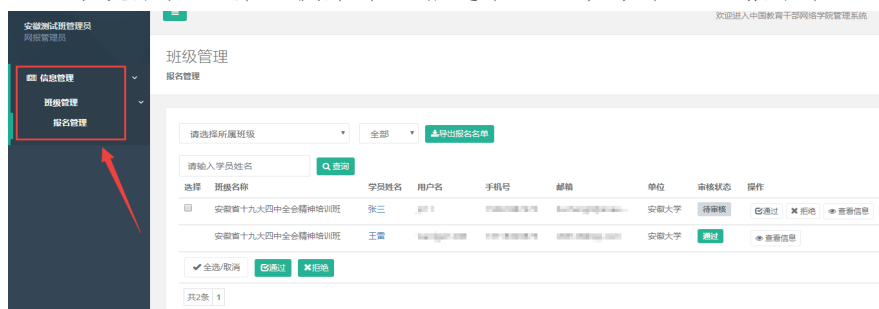 安徽测试班管理员
网报管理员
欢迎进入中国教育干部网络学院管理系统
信息管理
班级管理
报名管理
班级管理
报名管理
请选择所属班级 全部 导出报名名单
请输入学员姓名 查询
选择 班级名称 学员姓名 用户名 手机号 邮箱 单位 审核状态 操作
安徽省十九大四中全会精神培训班 张三 安徽大学 待审核 通过 拒绝 查看信息
安徽省十九大四中全会精神培训班 王雷 安徽大学 通过 查看信息
全选/取消 通过 拒绝
共2条 1